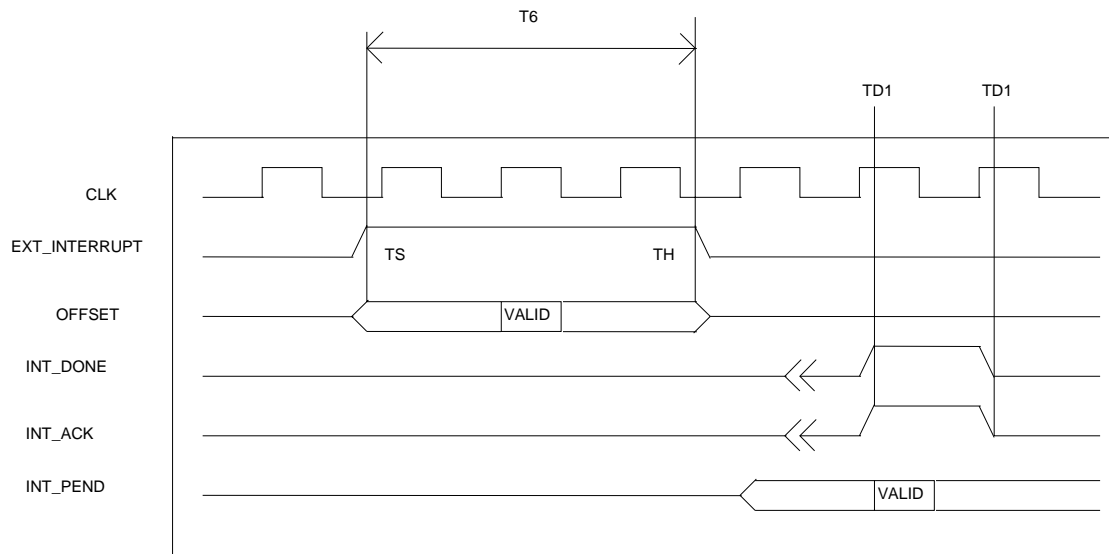 T6
TD1 TD1
CLK
EXT_INTERRUPT
TS TH
OFFSET VALID
INT_DONE
INT_ACK
INT_PEND VALID